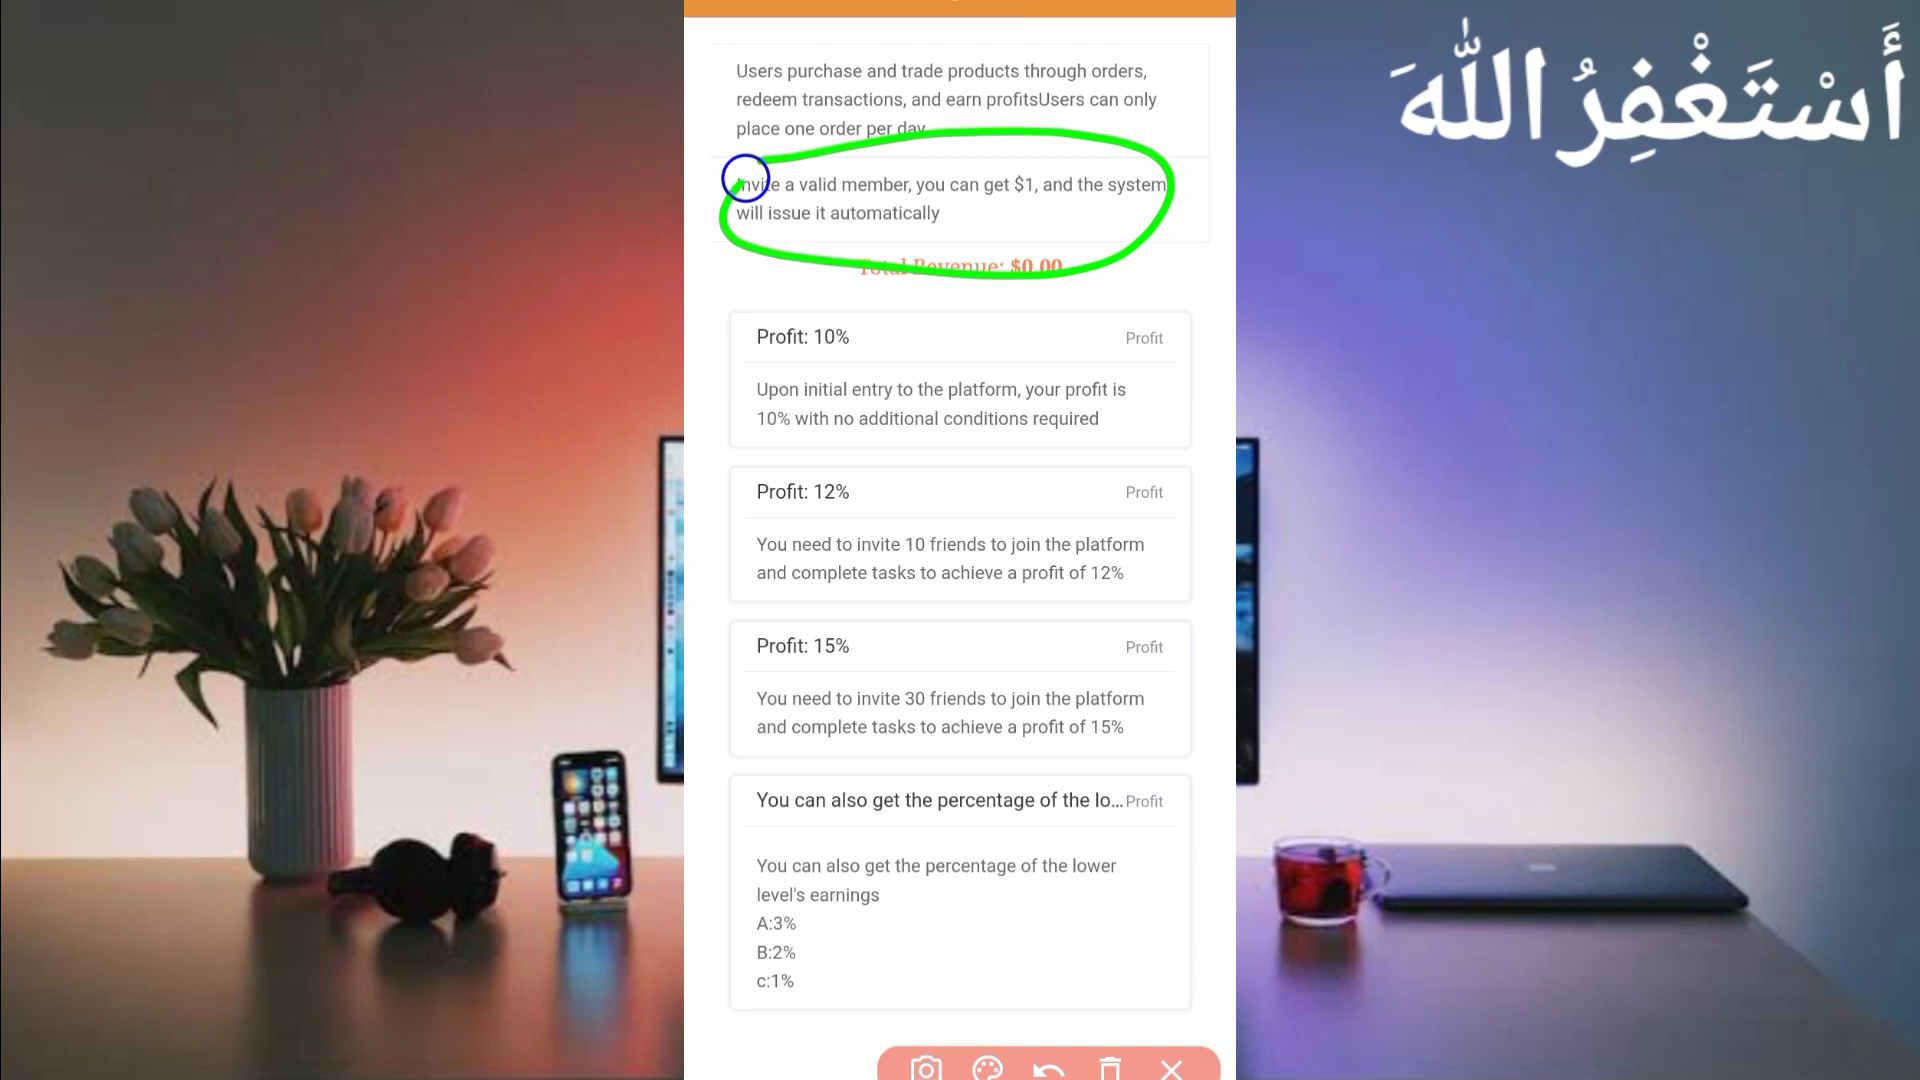 أَسْتَغْفِرُ اللَّهَ
Users purchase and trade products through orders,
redeem transactions, and earn profitsUsers can only
place one order per day
Invite a valid member, you can get $1, and the system
will issue it automatically
Total Revenue: $0.00
Profit: 10%
Profit
Upon initial entry to the platform, your profit is
10% with no additional conditions required
Profit: 12%
Profit
You need to invite 10 friends to join the platform
and complete tasks to achieve a profit of 12%
Profit: 15%
Profit
You need to invite 30 friends to join the platform
and complete tasks to achieve a profit of 15%
You can also get the percentage of the lo...
Profit
You can also get the percentage of the lower
level's earnings
A:3%
B:2%
c:1%